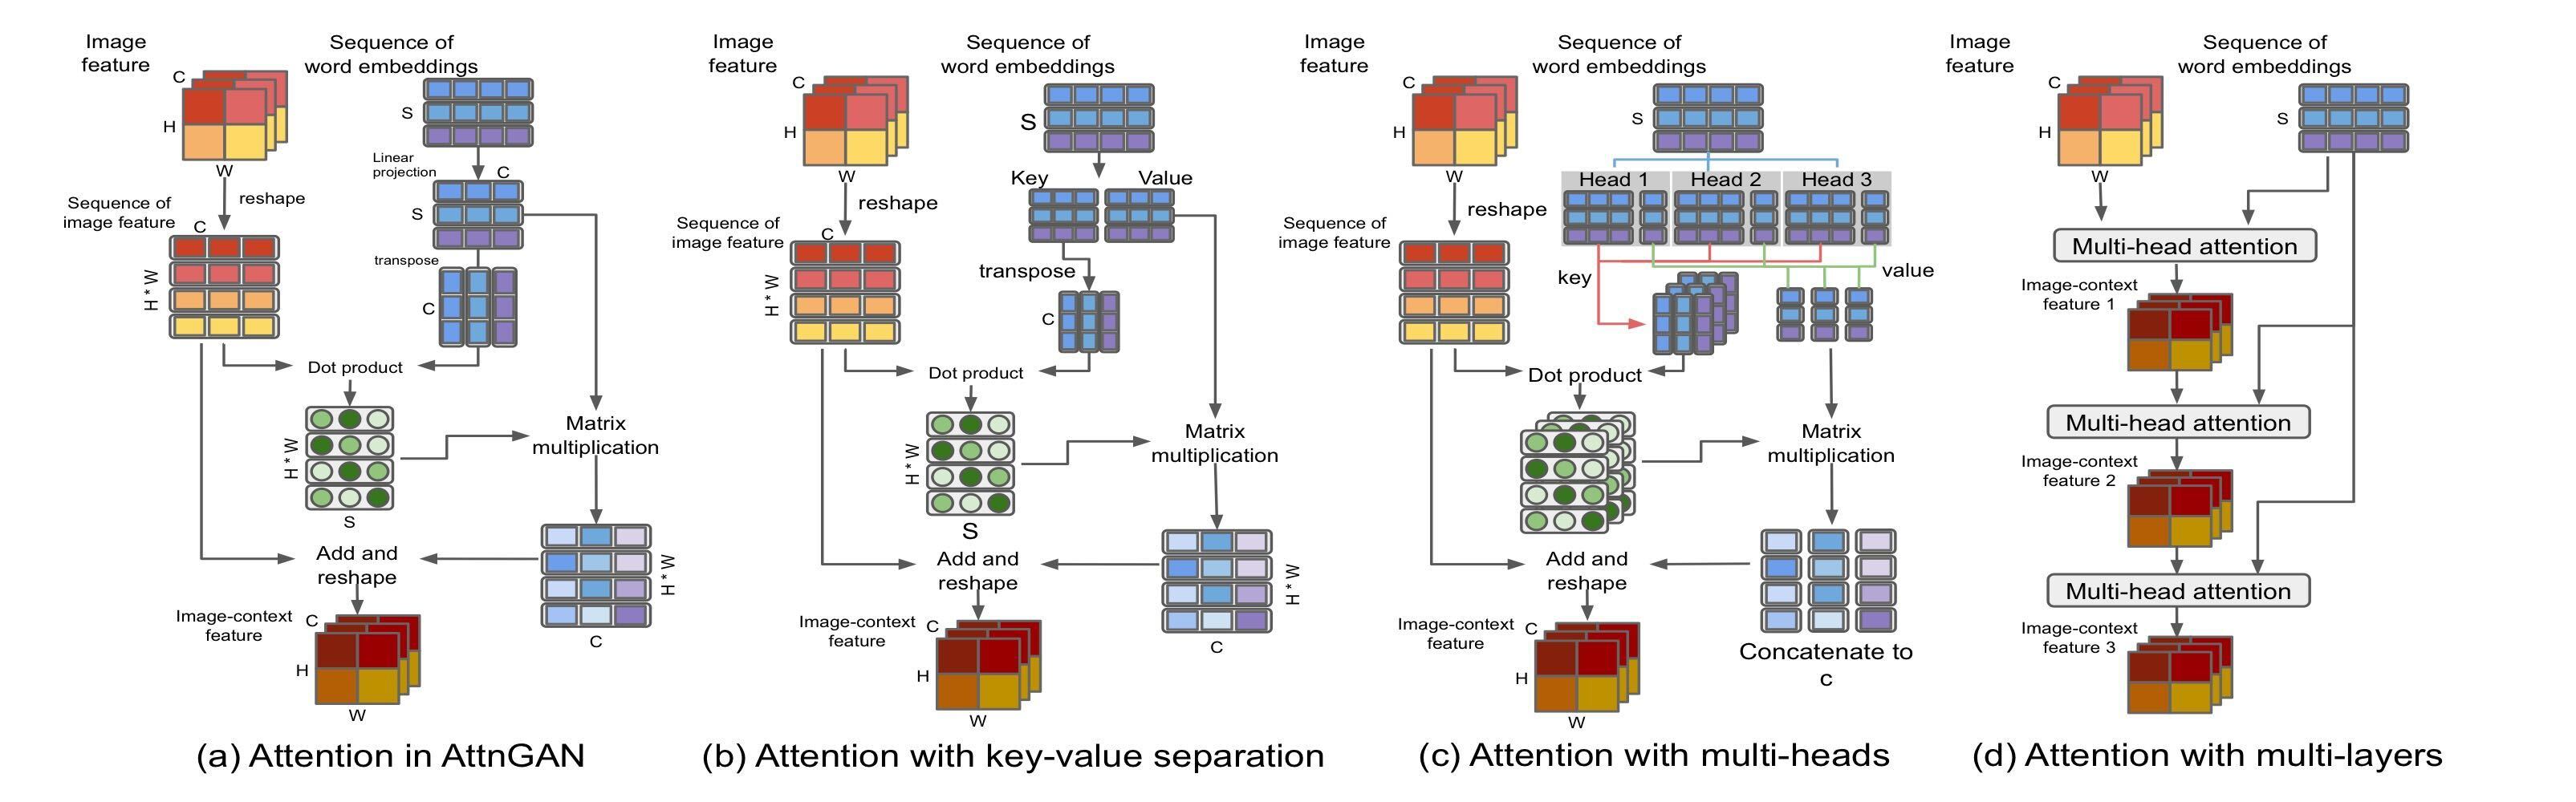 Image
feature
Sequence of
word embeddings
C
H
W
S
Linear
projection
C
S
reshape
Sequence of
image feature
C
H * W
transpose
C
Dot product
H * W
S
Matrix
multiplication
Add and
reshape
H * W
C
Image-context
feature
C
H
W
(a) Attention in AttnGAN
Image
feature
Sequence of
word embeddings
C
H
W
S
Key
Value
reshape
Sequence of
image feature
C
H * W
transpose
C
Dot product
H * W
S
Matrix
multiplication
Add and
reshape
H * W
C
Image-context
feature
C
H
W
(b) Attention with key-value separation
Image
feature
Sequence of
word embeddings
C
H
W
S
Head 1
Head 2
Head 3
reshape
Sequence of
image feature
key
value
Dot product
Matrix
multiplication
Add and
reshape
Concatenate to
c
Image-context
feature
C
H
W
(c) Attention with multi-heads
Image
feature
Sequence of
word embeddings
C
H
W
S
Multi-head attention
Image-context
feature 1
Multi-head attention
Image-context
feature 2
Multi-head attention
Image-context
feature 3
(d) Attention with multi-layers